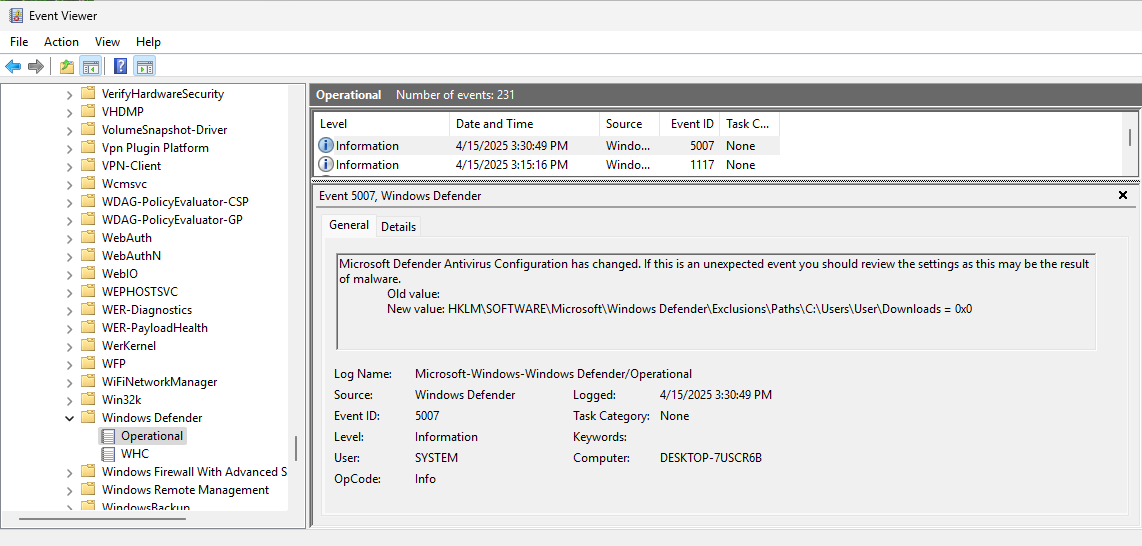 Event Viewer
File Action View Help
VerifyHardwareSecurity
VHDMP
VolumeSnapshot-Driver
Vpn Plugin Platform
VPN-Client
Wcmsvc
WDAG-PolicyEvaluator-CSP
WDAG-PolicyEvaluator-GP
WebAuth
WebAuthN
WebIO
WEPHOSTSVC
WER-Diagnostics
WER-PayloadHealth
WerKernel
WFP
WiFiNetworkManager
Win32k
Windows Defender
Operational
WHC
Windows Firewall With Advanced S
Windows Remote Management
WindowsBackup
Operational Number of events: 231
Level Date and Time Source Event ID Task C...
Information 4/15/2025 3:30:49 PM Windo... 5007 None
Information 4/15/2025 3:15:16 PM Windo... 1117 None
Event 5007, Windows Defender
General Details
Microsoft Defender Antivirus Configuration has changed. If this is an unexpected event you should review the settings as this may be the result
of malware.
Old value:
New value: HKLM\SOFTWARE\Microsoft\Windows Defender\Exclusions\Paths\C:\Users\User\Downloads = 0x0
Log Name: Microsoft-Windows-Windows Defender/Operational
Source: Windows Defender Logged: 4/15/2025 3:30:49 PM
Event ID: 5007 Task Category: None
Level: Information Keywords:
User: SYSTEM Computer: DESKTOP-7USCR6B
OpCode: Info